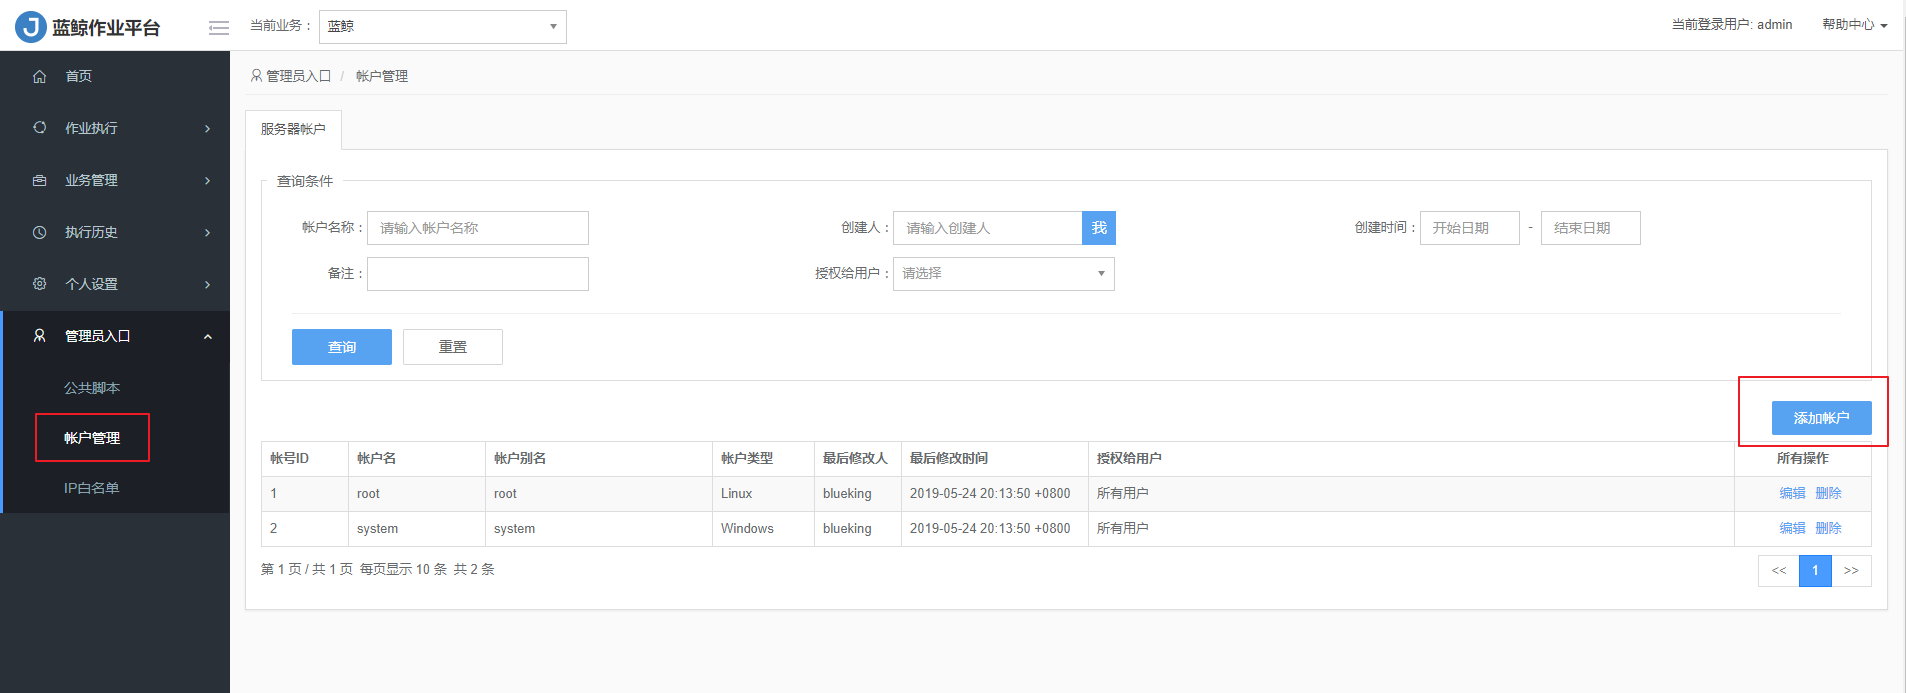 J 蓝鲸作业平台
当前业务： 蓝鲸
当前登录用户: admin 帮助中心
首页
作业执行
业务管理
执行历史
个人设置
管理员入口
公共脚本
帐户管理
IP白名单
管理员入口 / 帐户管理
服务器帐户
查询条件
帐户名称： 请输入帐户名称 创建人： 请输入创建人 我 创建时间： 开始日期 - 结束日期
备注： 授权给用户： 请选择
查询 重置
添加帐户
帐号ID 帐户名 帐户别名 帐户类型 最后修改人 最后修改时间 授权给用户 所有操作
1 root root Linux blueking 2019-05-24 20:13:50 +0800 所有用户 编辑 删除
2 system system Windows blueking 2019-05-24 20:13:50 +0800 所有用户 编辑 删除
第 1 页 / 共 1 页 每页显示 10 条 共 2 条
<< 1 >>